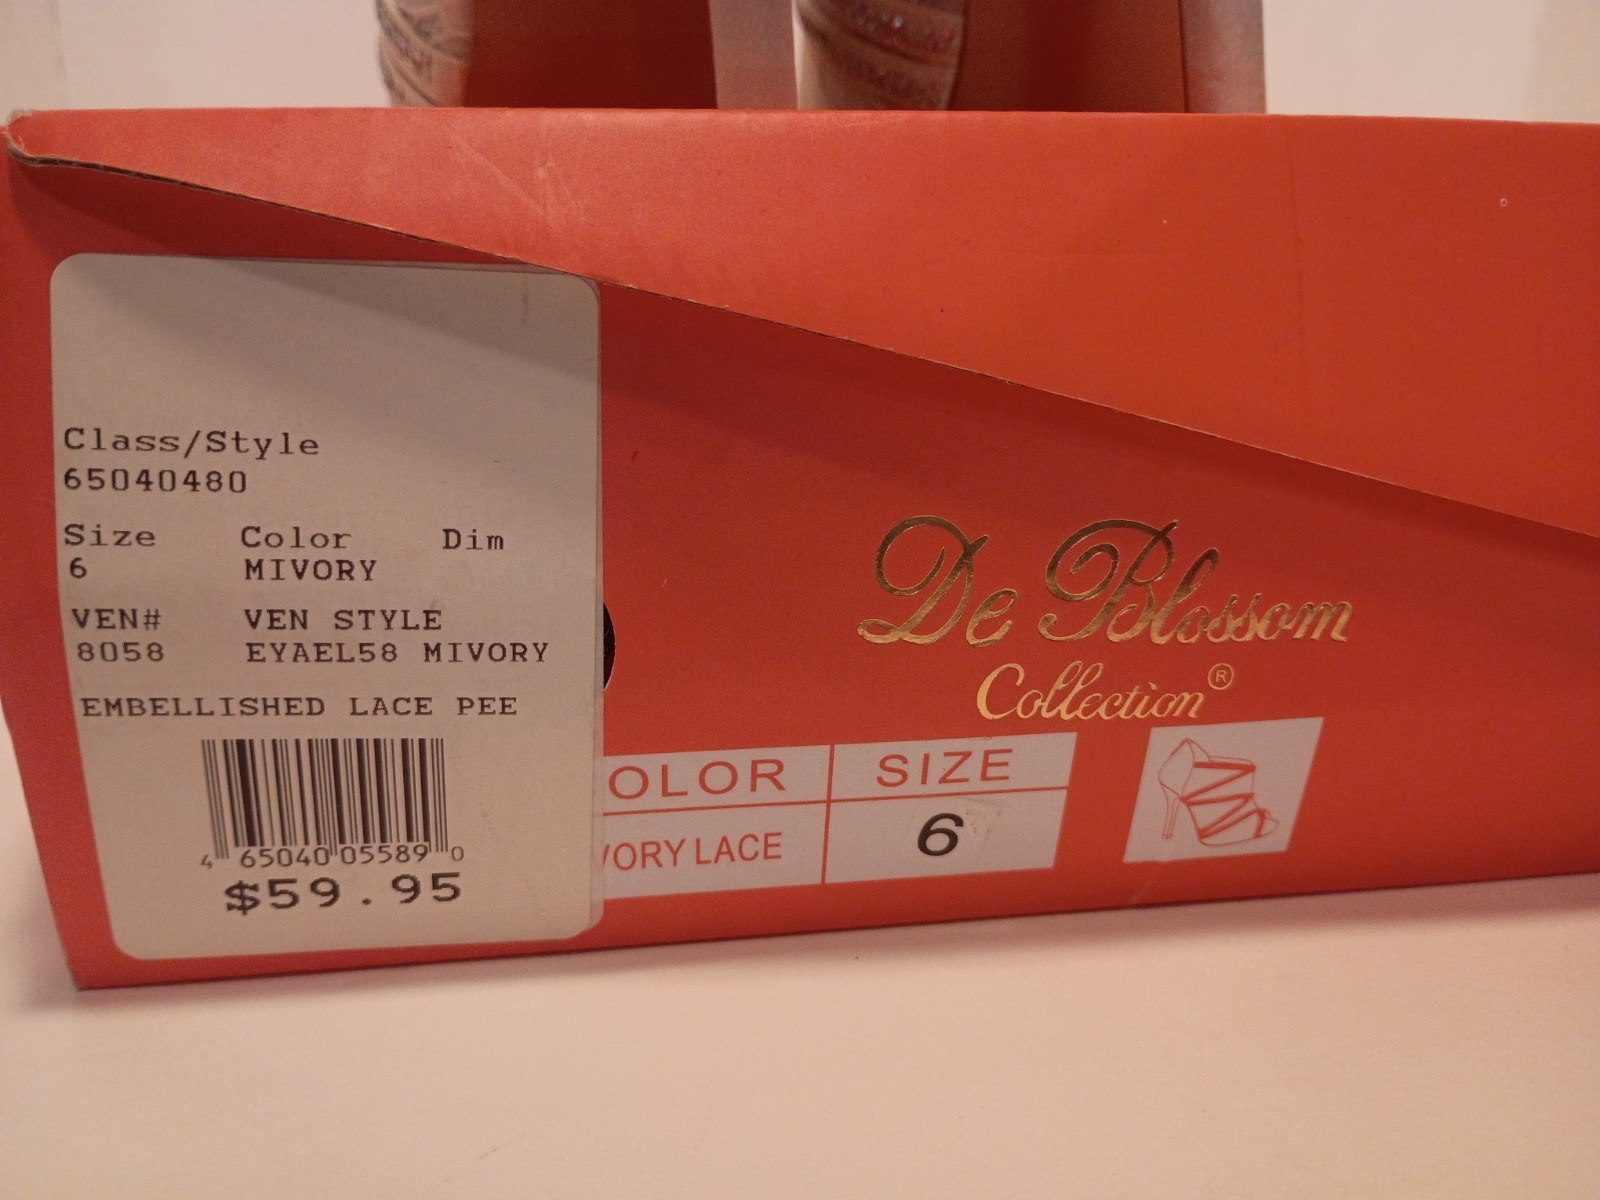 Class/Style
65040480
Size Color Dim
6 MIVORY
VEN# VEN STYLE
8058 EYAEL58 MIVORY
EMBELLISHED LACE PEE
4 65040 05589 0
$59.95
De Blossom
Collection®
OLOR SIZE
VORY LACE 6